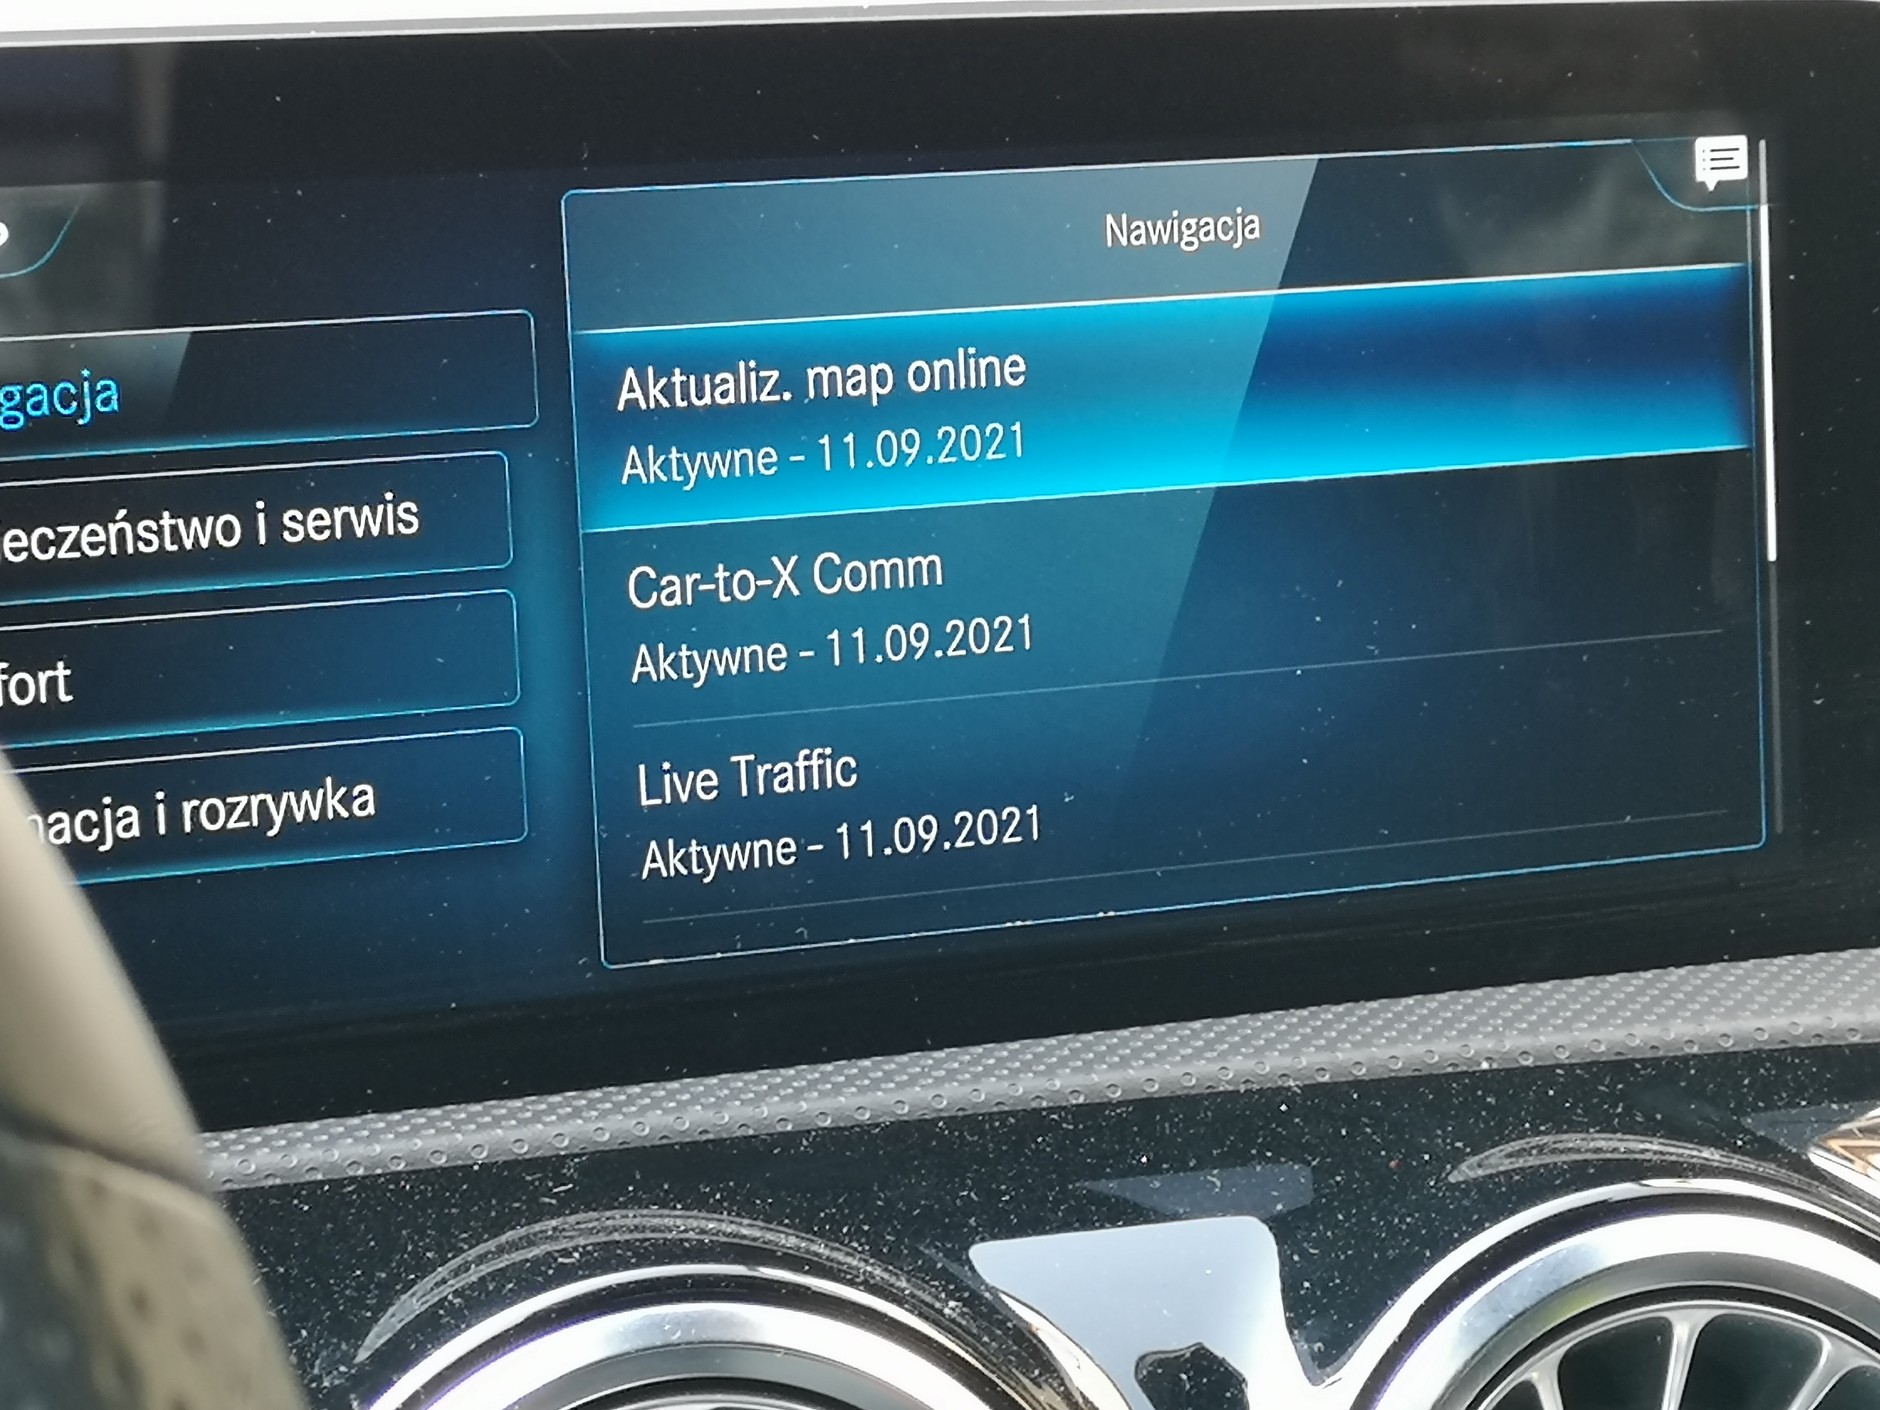 Nawigacja
gacja
eczeństwo i serwis
fort
acja i rozrywka
Aktualiz. map online
Aktywne - 11.09.2021
Car-to-X Comm
Aktywne - 11.09.2021
Live Traffic
Aktywne - 11.09.2021